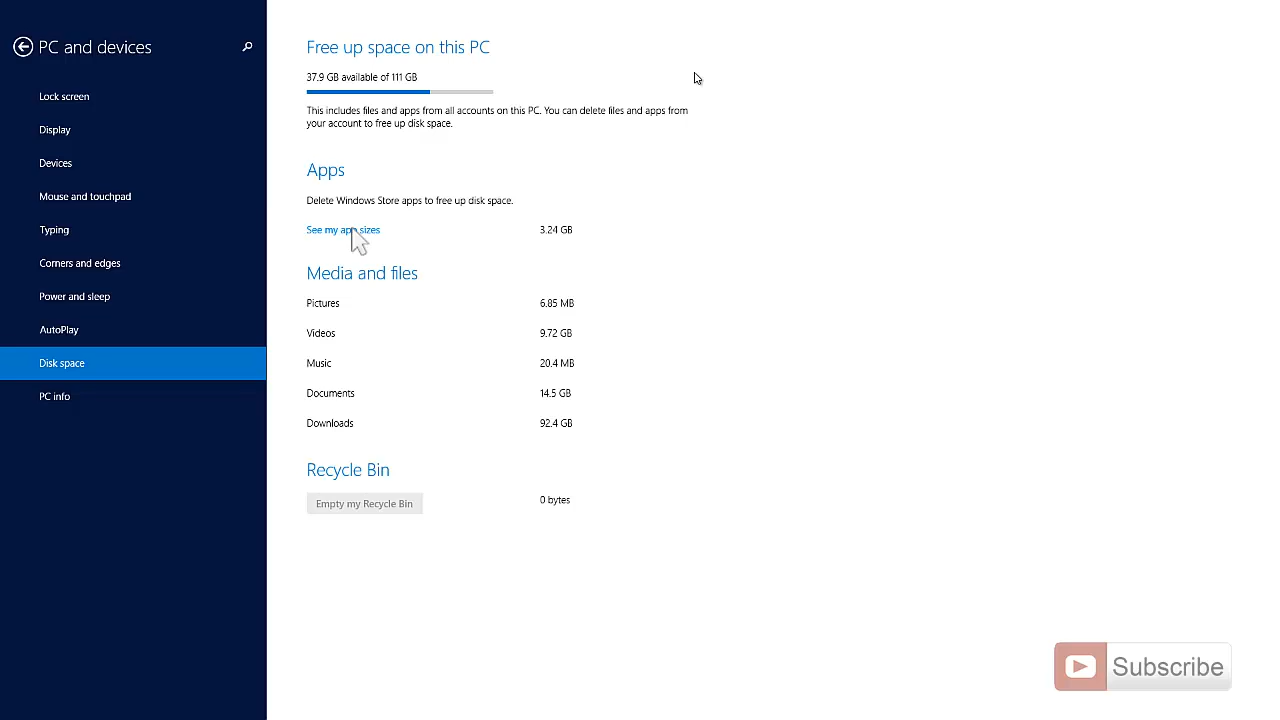 PC and devices
Lock screen
Display
Devices
Mouse and touchpad
Typing
Corners and edges
Power and sleep
AutoPlay
Disk space
PC info
Free up space on this PC
37.9 GB available of 111 GB
This includes files and apps from all accounts on this PC. You can delete files and apps from
your account to free up disk space.
Apps
Delete Windows Store apps to free up disk space.
See my app sizes 3.24 GB
Media and files
Pictures 6.85 MB
Videos 9.72 GB
Music 20.4 MB
Documents 14.5 GB
Downloads 92.4 GB
Recycle Bin
Empty my Recycle Bin 0 bytes
Subscribe